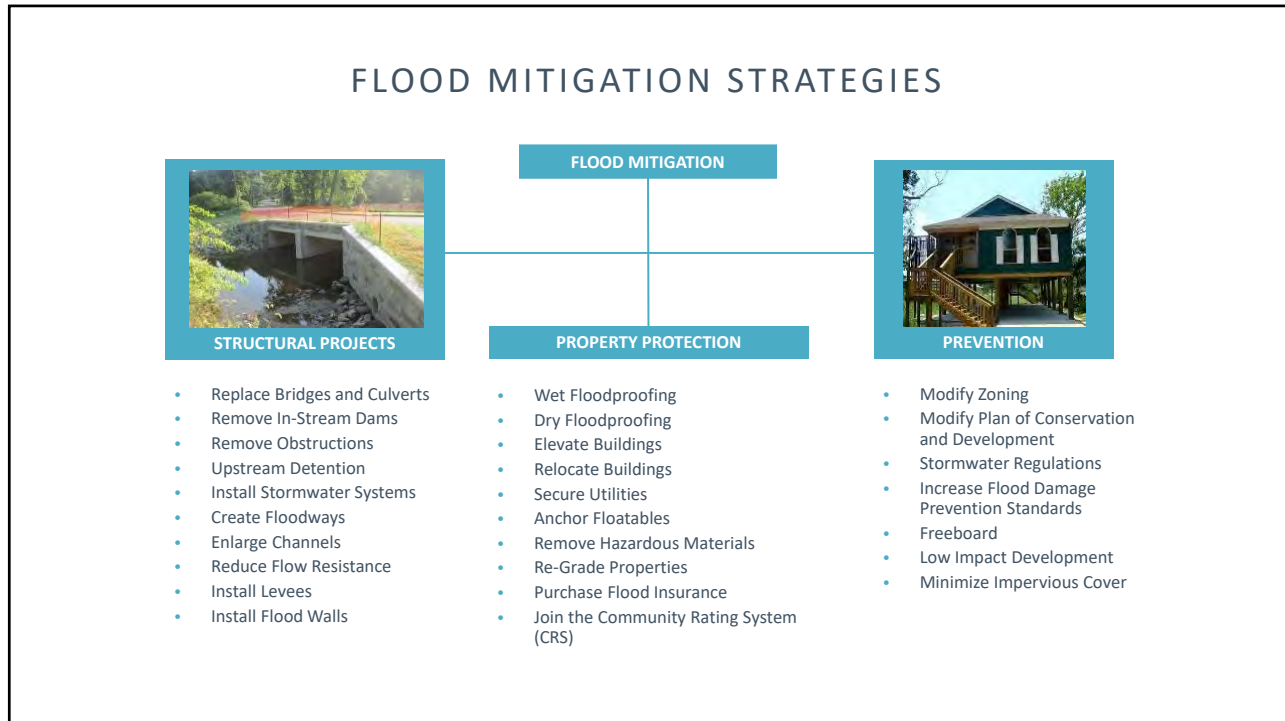 FLOOD MITIGATION STRATEGIES
FLOOD MITIGATION
STRUCTURAL PROJECTS
• Replace Bridges and Culverts
• Remove In-Stream Dams
• Remove Obstructions
• Upstream Detention
• Install Stormwater Systems
• Create Floodways
• Enlarge Channels
• Reduce Flow Resistance
• Install Levees
• Install Flood Walls
PROPERTY PROTECTION
• Wet Floodproofing
• Dry Floodproofing
• Elevate Buildings
• Relocate Buildings
• Secure Utilities
• Anchor Floatables
• Remove Hazardous Materials
• Re-Grade Properties
• Purchase Flood Insurance
• Join the Community Rating System
(CRS)
PREVENTION
• Modify Zoning
• Modify Plan of Conservation
and Development
• Stormwater Regulations
• Increase Flood Damage
Prevention Standards
• Freeboard
• Low Impact Development
• Minimize Impervious Cover